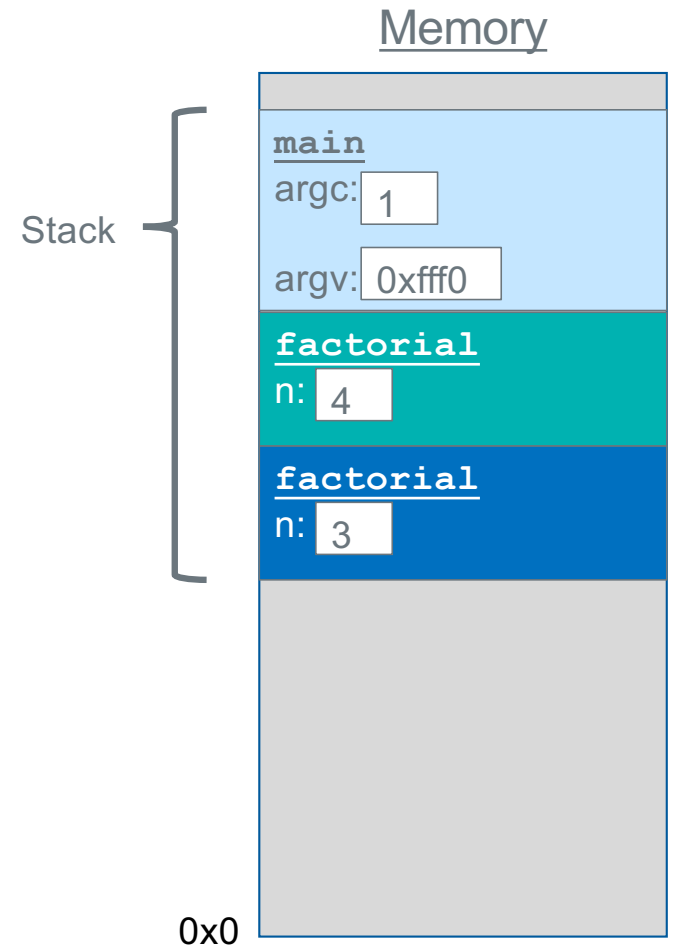 Memory
Stack
main
argc: 1
argv: 0xfff0
factorial
n: 4
factorial
n: 3
0x0